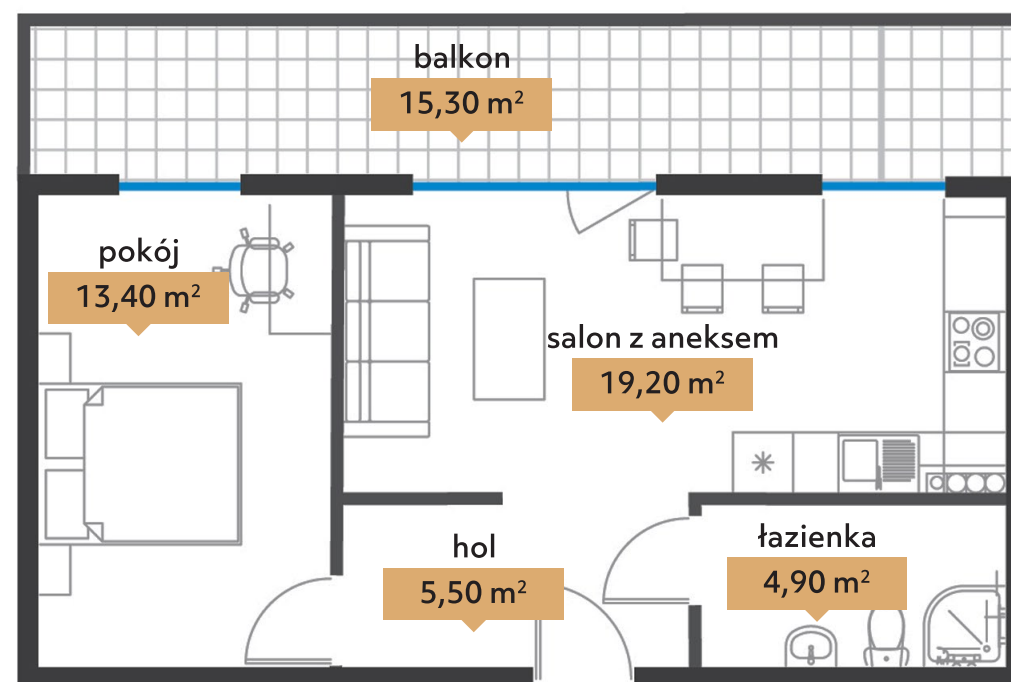 balkon
15,30 m²
pokój
13,40 m²
salon z aneksem
19,20 m²
hol
5,50 m²
łazienka
4,90 m²